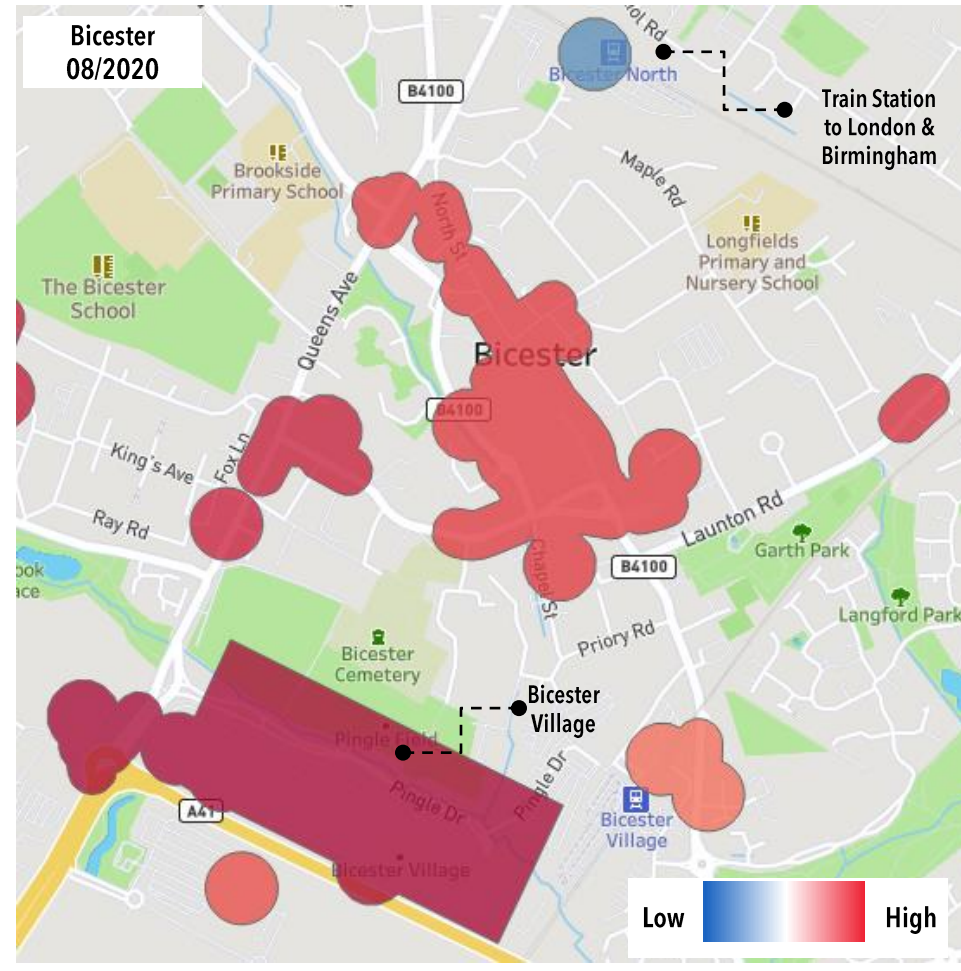 Bicester
08/2020
B4100
Bicester North
Train Station
to London &
Birmingham
Brookside
Primary School
Maple Rd
North St
Longfields
Primary and
Nursery School
The Bicester
School
Queens Ave
Bicester
B4100
King's Ave
Fox Ln
Ray Rd
Launton Rd
Garth Park
B4100
Chapel St
Langford Park
Priory Rd
Bicester
Cemetery
Bicester
Village
Pingle Field
Pingle Dr
Pingle Dr
A41
Bicester
Village
Bicester Village
Low
High